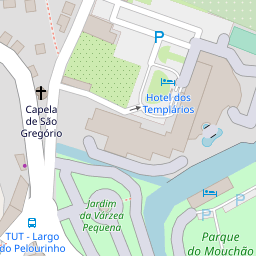 P
Hotel dos
Templários
Capela
de São
Gregório
Jardim
da Várzea
Pequena
TUT - Largo
do Pelourinho
P
Parque
do Mouchão